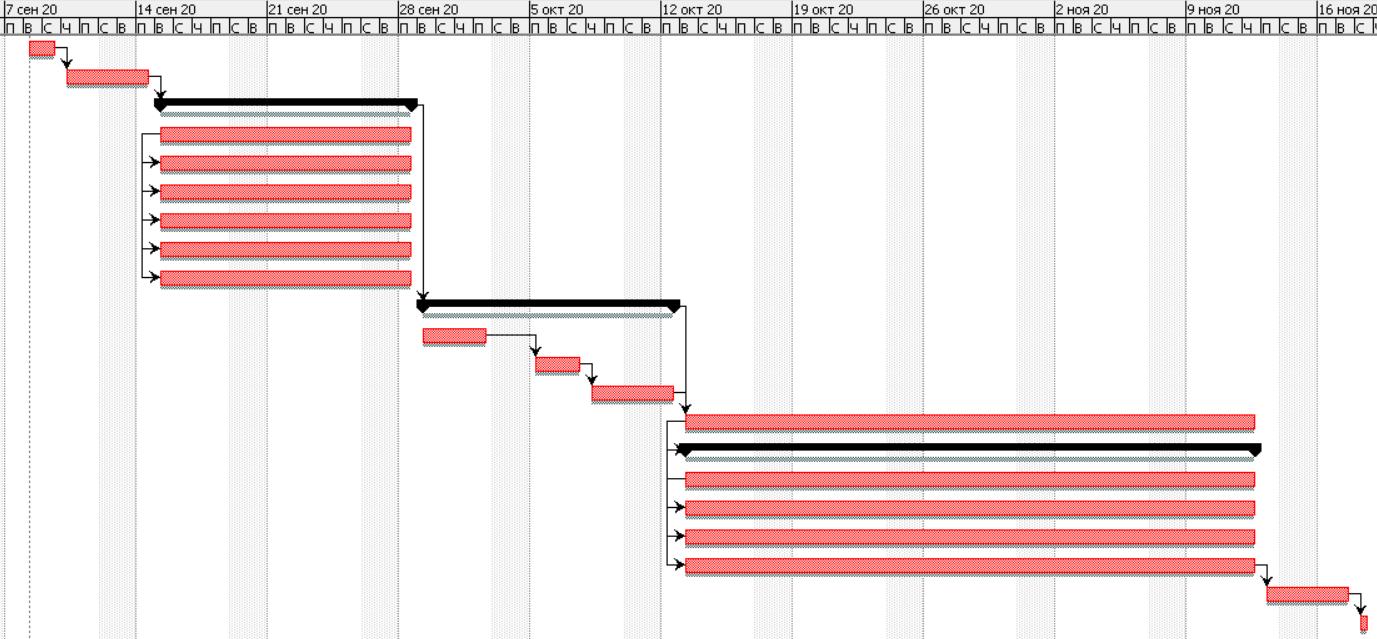 7 сен 20 14 сен 20 21 сен 20 28 сен 20 5 окт 20 12 окт 20 19 окт 20 26 окт 20 2 ноя 20 9 ноя 20 16 ноя 20
П В С Ч П С В П В С Ч П С В П В С Ч П С В П В С Ч П С В П В С Ч П С В П В С Ч П С В П В С Ч П С В П В С Ч П С В П В С Ч П С В П В С Ч П С В П В С